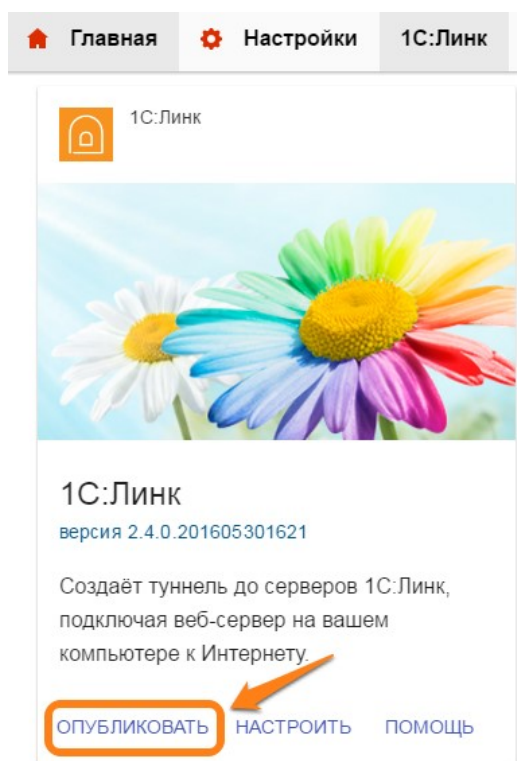 Главная Настройки 1С:Линк
1С:Линк
1С:Линк
версия 2.4.0.201605301621
Создаёт туннель до серверов 1С:Линк,
подключая веб-сервер на вашем
компьютере к Интернету.
ОПУБЛИКОВАТЬ НАСТРОИТЬ ПОМОЩЬ